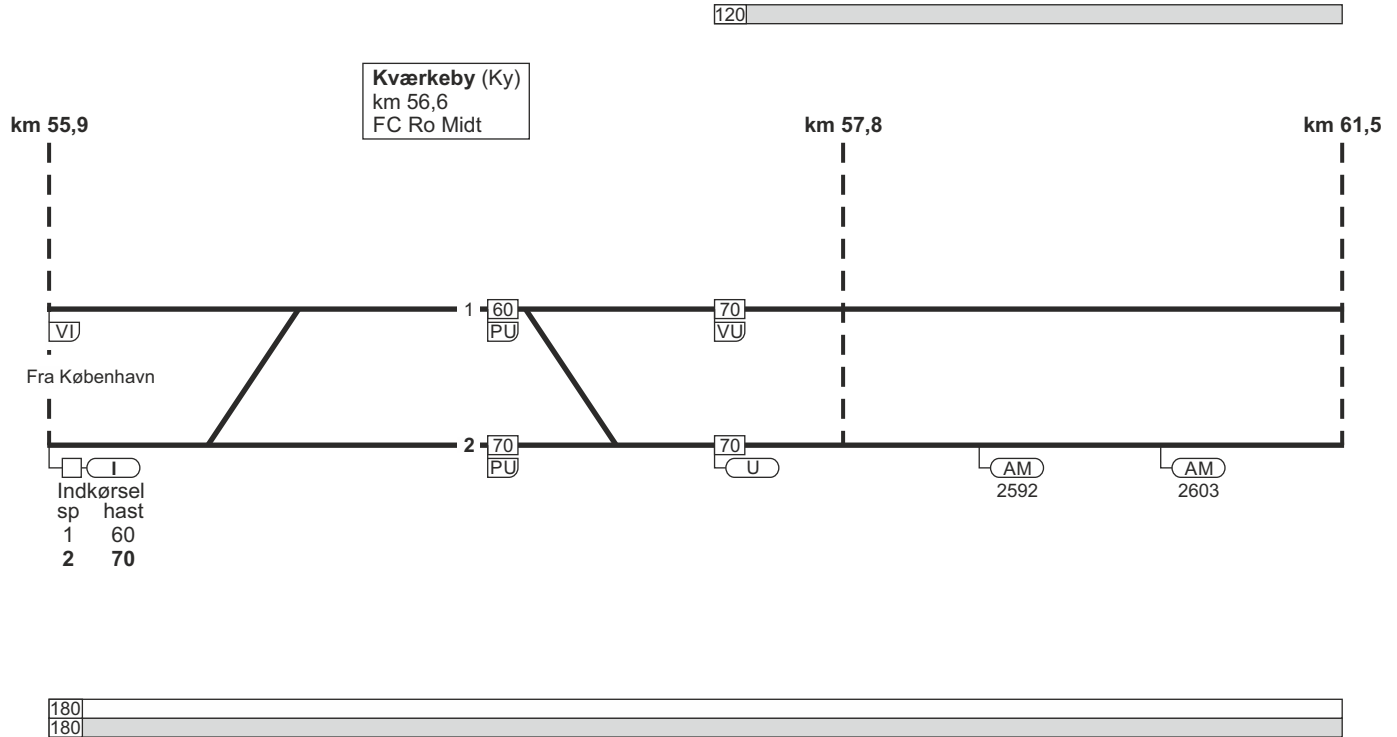 120
Kværkeby (Ky)
km 56,6
FC Ro Midt
km 55,9
km 57,8
km 61,5
1 60 70
VI PU VU
Fra København
2 70 70
I PU U AM AM
2592 2603
Indkørsel
sp hast
1 60
2 70
180
180